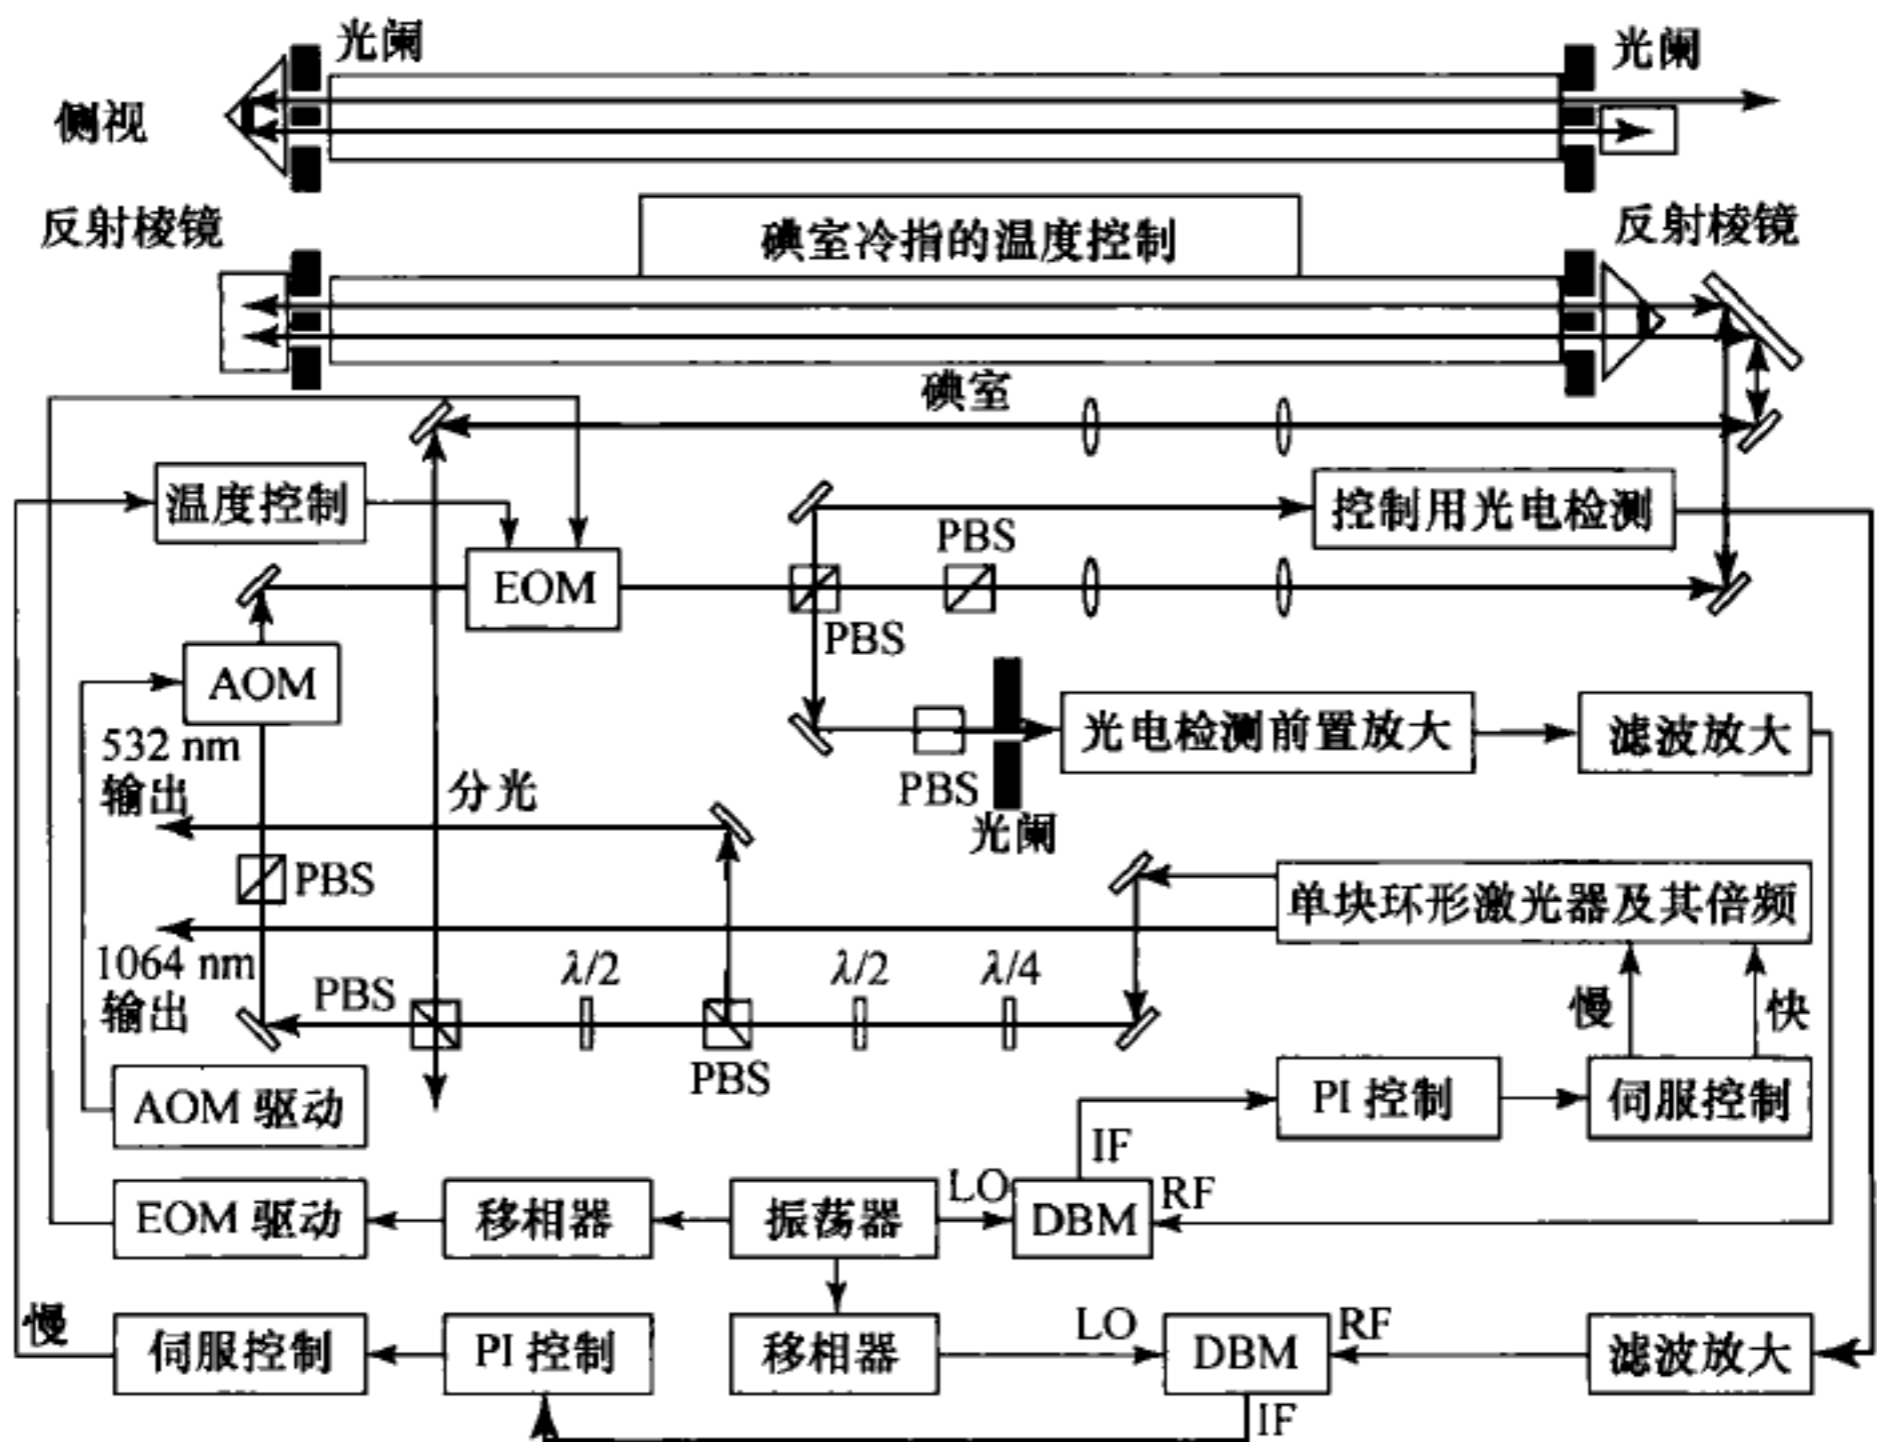 光阑
光阑
侧视
反射棱镜
碘室冷指的温度控制
反射棱镜
碘室
温度控制
控制用光电检测
PBS
EOM
PBS
AOM
光电检测前置放大
滤波放大
532 nm
输出
分光
PBS
光阑
PBS
单块环形激光器及其倍频
1064 nm
输出
PBS
λ/2
λ/2
λ/4
慢
快
PBS
AOM 驱动
PI 控制
伺服控制
IF
EOM 驱动
移相器
振荡器
LO
DBM
RF
慢
伺服控制
PI 控制
移相器
LO
DBM
RF
滤波放大
IF